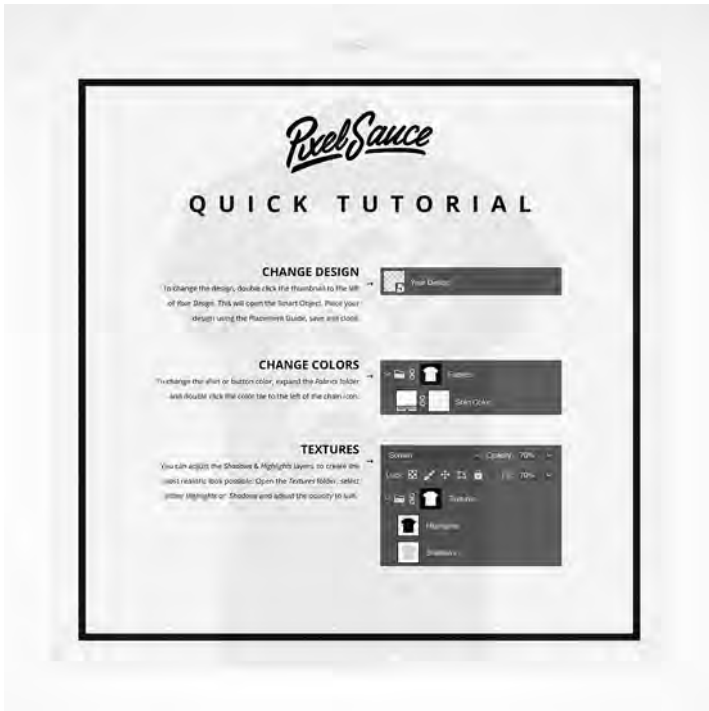 PixelSauce
QUICK TUTORIAL
CHANGE DESIGN
To change the design, double click the thumbnail to the left
of Your Design. This will open the Smart Object. Place your
design using the Placement Guide, save and close.
→
Your Design
CHANGE COLORS
To change the shirt or button color, expand the Fabrics folder
and double click the color tile to the left of the chain icon.
→
Fabrics
Shirt Color
TEXTURES
You can adjust the Shadows & Highlights layers, to create the
most realistic look possible. Open the Textures folder, select
either Highlights or Shadows and adjust the opacity to suit.
→
Screen Opacity: 70%
Lock: Fill: 70%
Textures
Highlights
Shadows